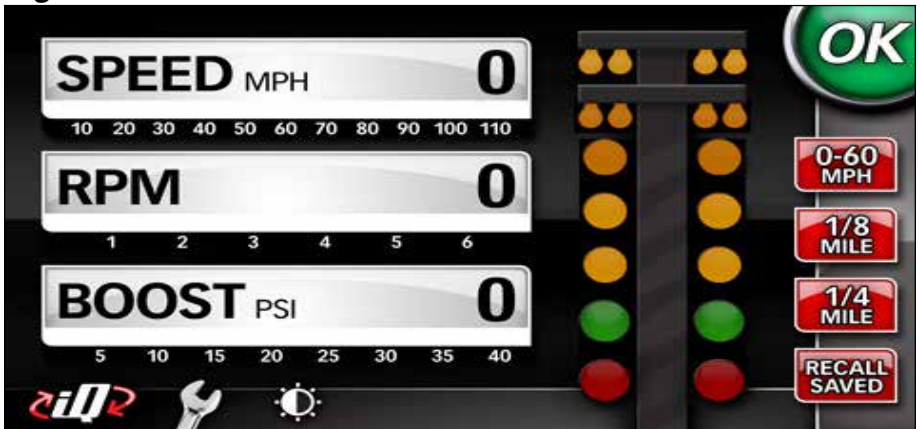 SPEED MPH 0
10 20 30 40 50 60 70 80 90 100 110
RPM 0
1 2 3 4 5 6
BOOST PSI 0
5 10 15 20 25 30 35 40
iQ
OK
0-60
MPH
1/8
MILE
1/4
MILE
RECALL
SAVED